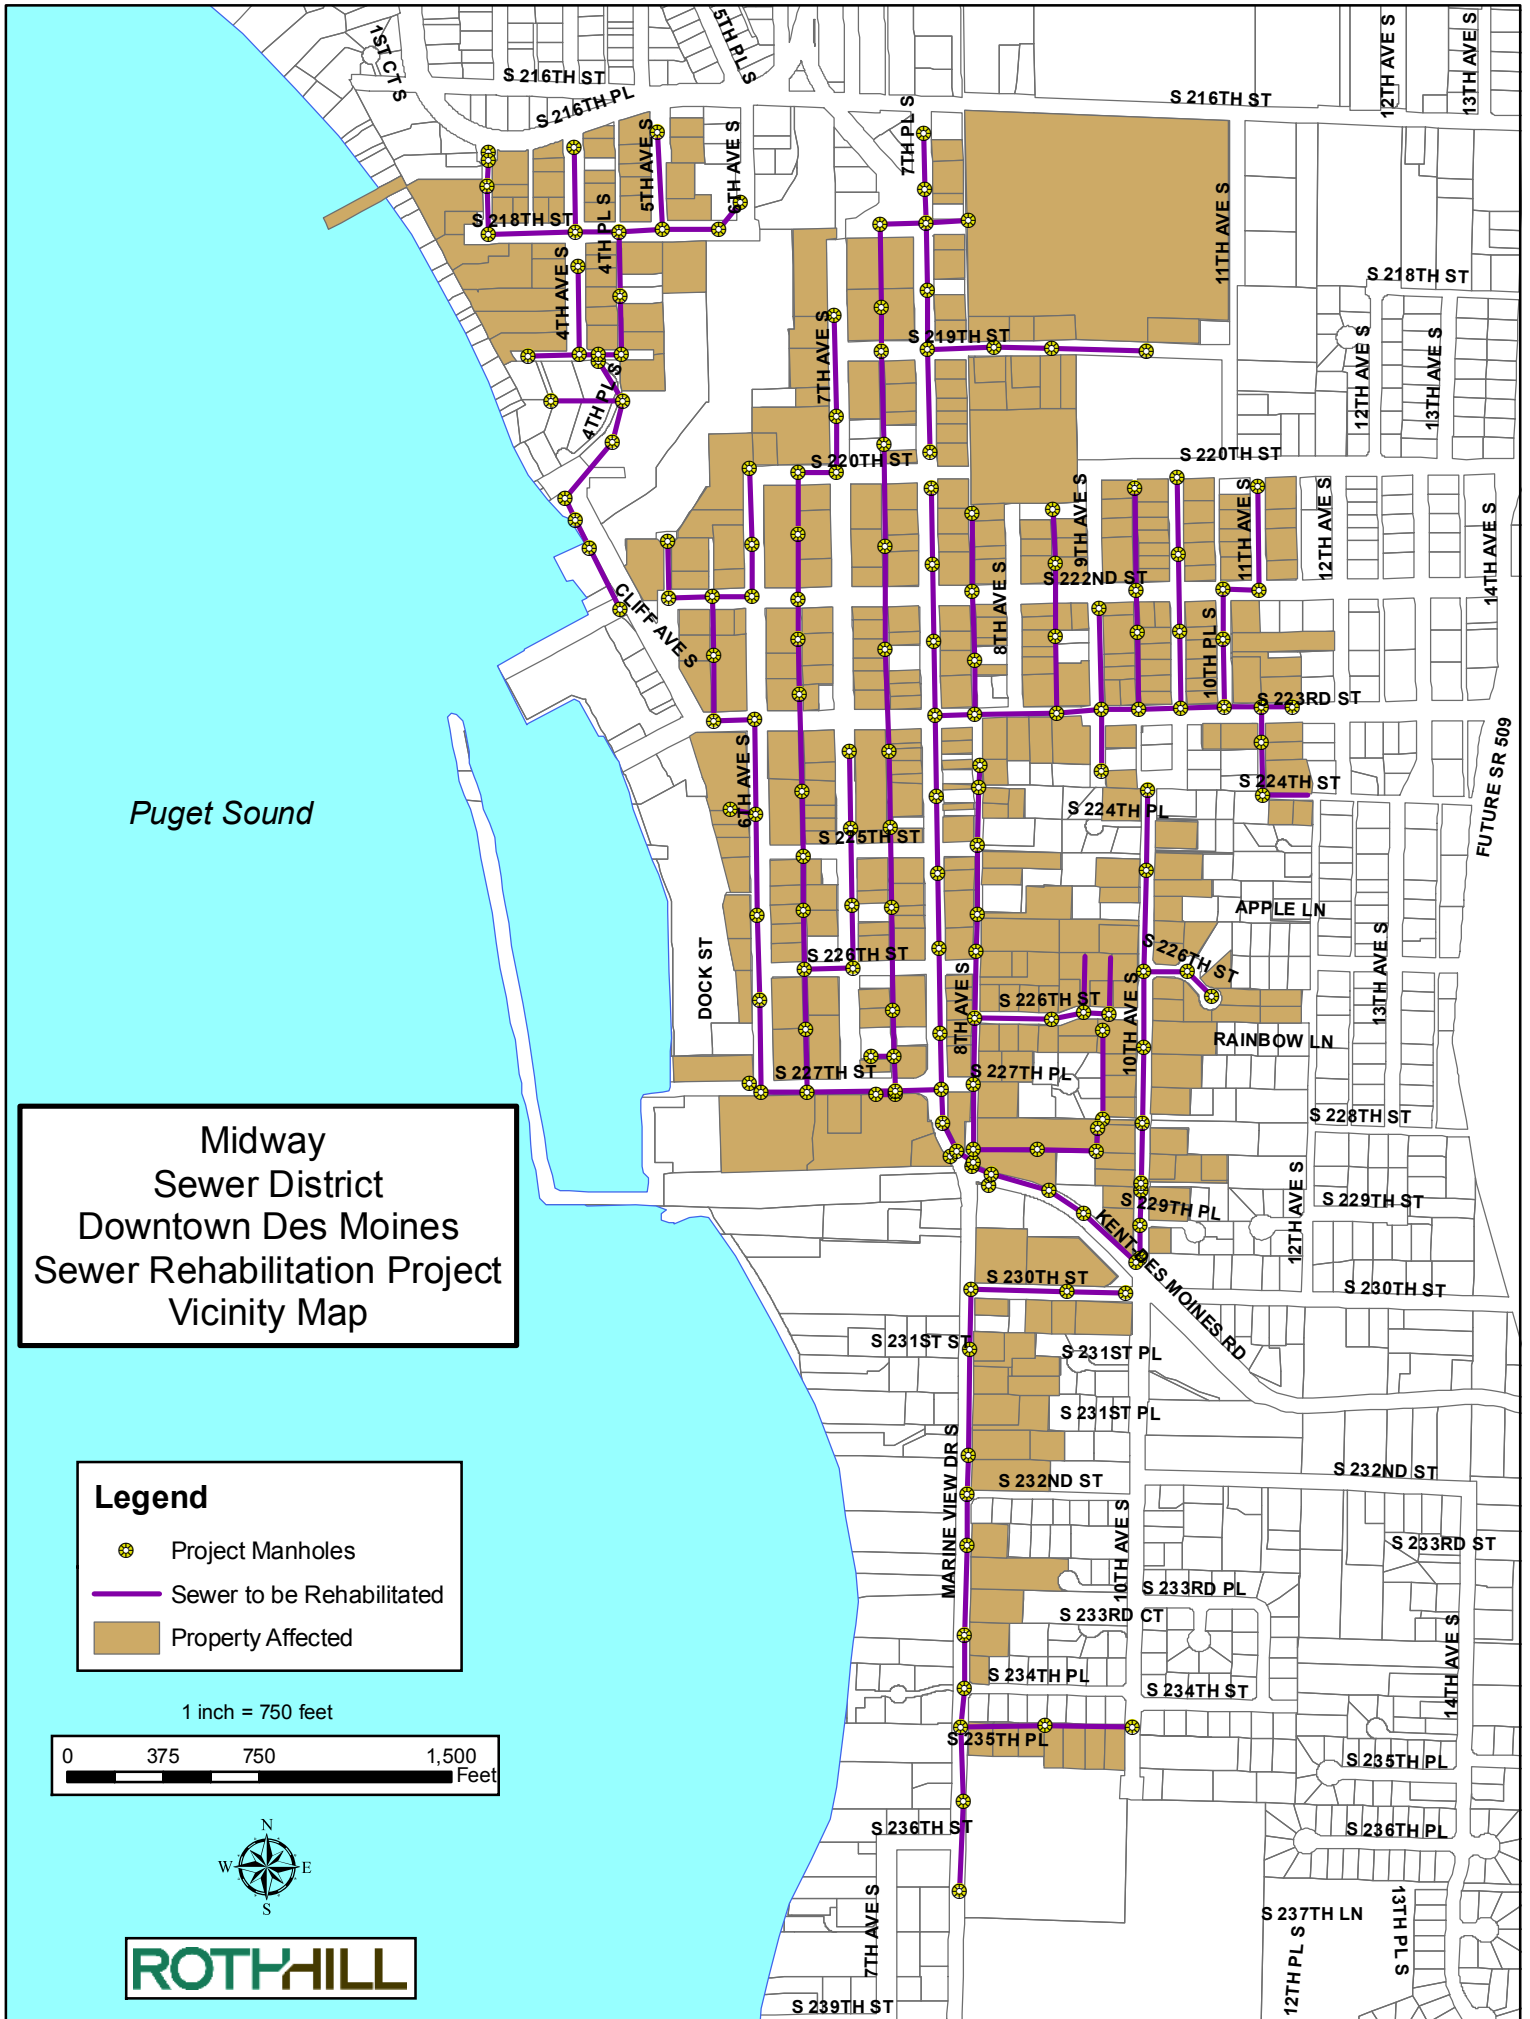 1ST CT S
5TH PL S
S 216TH ST
S 216TH PL
7TH PL S
S 216TH ST
12TH AVE S
13TH AVE S
5TH AVE S
6TH AVE S
S 218TH ST
4TH PL S
4TH AVE S
11TH AVE S
S 218TH ST
7TH AVE S
S 219TH ST
12TH AVE S
13TH AVE S
4TH PL S
S 220TH ST
S 220TH ST
9TH AVE S
11TH AVE S
12TH AVE S
14TH AVE S
S 222ND ST
8TH AVE S
CLIFF AVE S
10TH PL S
S 223RD ST
6TH AVE S
S 224TH ST
S 224TH PL
FUTURE SR 509
Puget Sound
S 225TH ST
APPLE LN
S 226TH ST
S 226TH ST
DOCK ST
8TH AVE S
S 226TH ST
10TH AVE S
13TH AVE S
RAINBOW LN
S 227TH ST
S 227TH PL
S 228TH ST
Midway
Sewer District
Downtown Des Moines
Sewer Rehabilitation Project
Vicinity Map
S 229TH PL
12TH AVE S
S 229TH ST
KENT-DES MOINES RD
S 230TH ST
S 230TH ST
S 231ST ST
S 231ST PL
S 231ST PL
MARINE VIEW DR S
S 232ND ST
S 232ND ST
10TH AVE S
S 233RD ST
S 233RD PL
S 233RD CT
14TH AVE S
S 234TH PL
S 234TH ST
S 235TH PL
S 235TH PL
S 236TH ST
S 236TH PL
7TH AVE S
S 237TH LN
12TH PL S
13TH PL S
S 239TH ST
Legend
Project Manholes
Sewer to be Rehabilitated
Property Affected
1 inch = 750 feet
0 375 750 1,500
Feet
N
W E
S
ROTH HILL